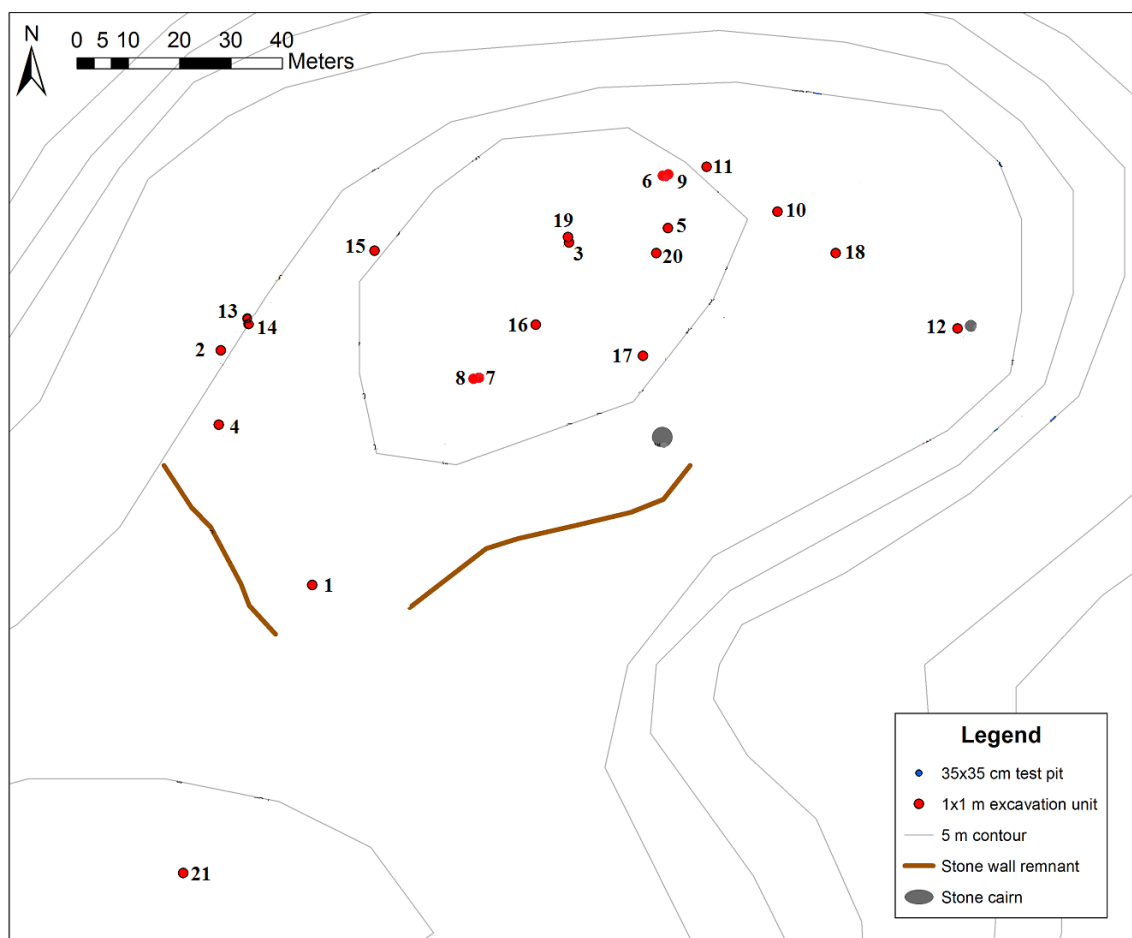 N
0 5 10 20 30 40
Meters
11
6 9
10
19
5
15
3
20
18
13
14
16
12
2
17
8 7
4
1
21
Legend
35x35 cm test pit
1x1 m excavation unit
5 m contour
Stone wall remnant
Stone cairn